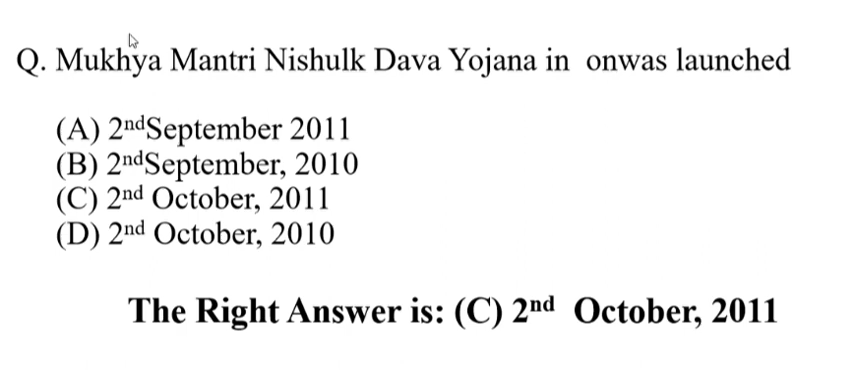 Q. Mukhya Mantri Nishulk Dava Yojana in onwas launched
(A) 2ndSeptember 2011
(B) 2ndSeptember, 2010
(C) 2nd October, 2011
(D) 2nd October, 2010
The Right Answer is: (C) 2nd October, 2011